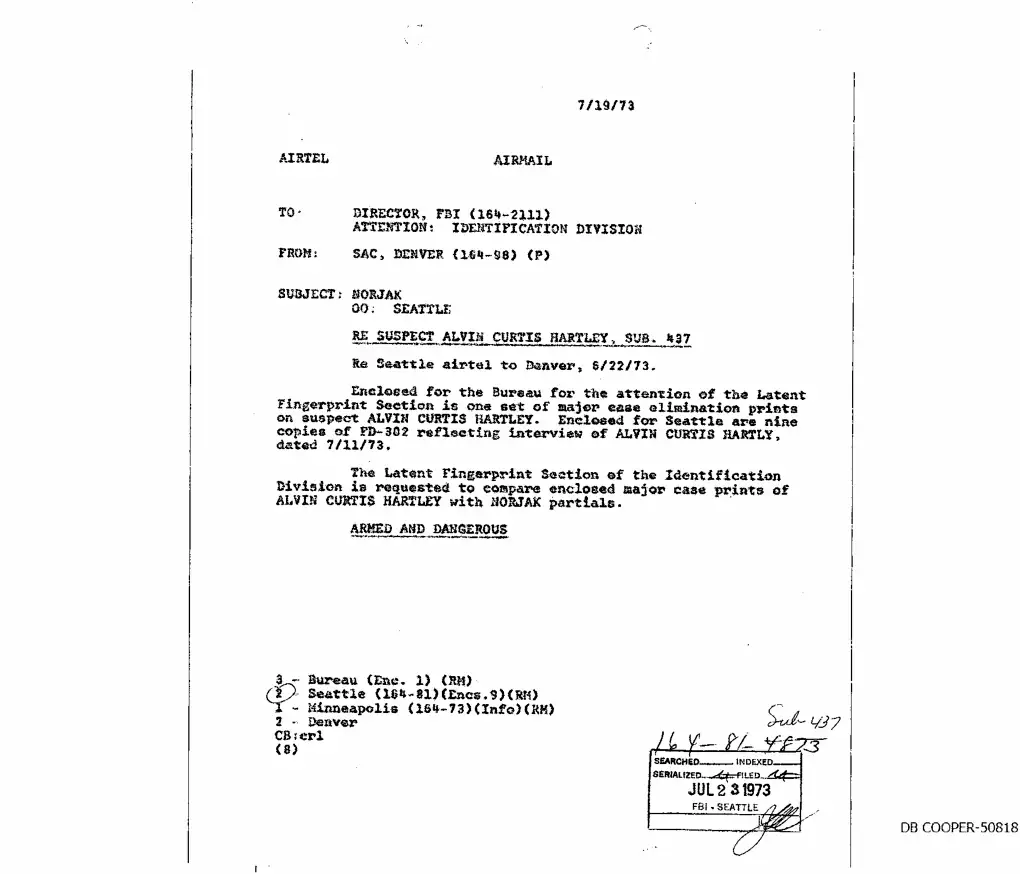 7/19/73
AIRTEL AIRMAIL
TO: DIRECTOR, FBI (164-2111)
ATTENTION: IDENTIFICATION DIVISION
FROM: SAC, DENVER (164-98) (P)
SUBJECT: NORJAK
OO: SEATTLE
RE SUSPECT ALVIN CURTIS HARTLEY, SUB. 437
Re Seattle airtel to Denver, 6/22/73.
Enclosed for the Bureau for the attention of the Latent
Fingerprint Section is one set of major case elimination prints
on suspect ALVIN CURTIS HARTLEY. Enclosed for Seattle are nine
copies of FD-302 reflecting interview of ALVIN CURTIS HARTLY,
dated 7/11/73.
The Latent Fingerprint Section of the Identification
Division is requested to compare enclosed major case prints of
ALVIN CURTIS HARTLEY with NORJAK partials.
ARMED AND DANGEROUS
3 - Bureau (Enc. 1) (RM)
2 - Seattle (164-81)(Encs.9)(RM)
1 - Minneapolis (164-73)(Info)(RM)
2 - Denver
CB:erl
(8)
Sub 437
164-81-4873
SEARCHED INDEXED
SERIALIZED FILED
JUL 23 1973
FBI - SEATTLE
DB COOPER-50818